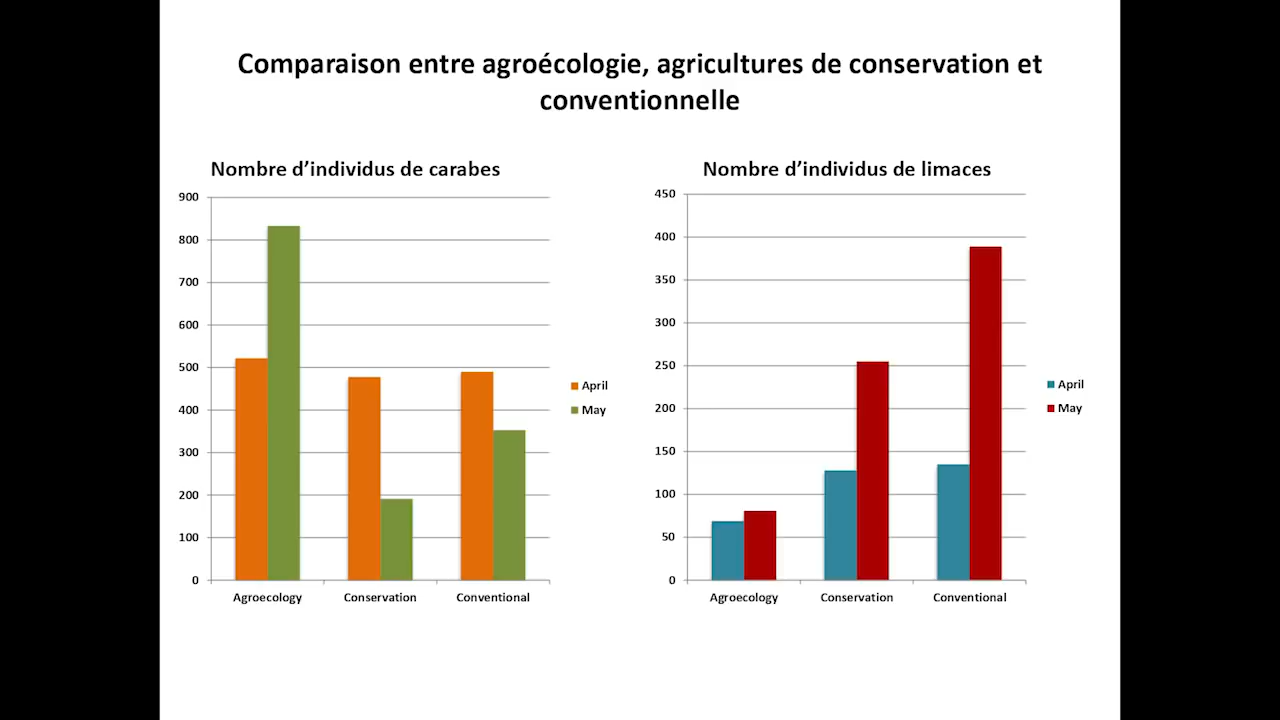 Comparaison entre agroécologie, agricultures de conservation et
conventionnelle
Nombre d’individus de carabes
900
800
700
600
500
400
300
200
100
0
Agroecology
Conservation
Conventional
April
May
Nombre d’individus de limaces
450
400
350
300
250
200
150
100
50
0
Agroecology
Conservation
Conventional
April
May